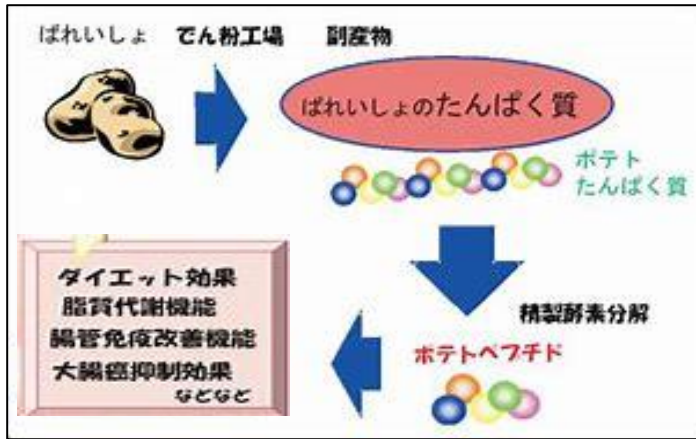 ばれいしょ
でん粉工場
副産物
ばれいしょのたんぱく質
ポテト
たんぱく質
精製酵素分解
ポテトペプチド
ダイエット効果
脂質代謝機能
腸管免疫改善機能
大腸癌抑制効果
などなど